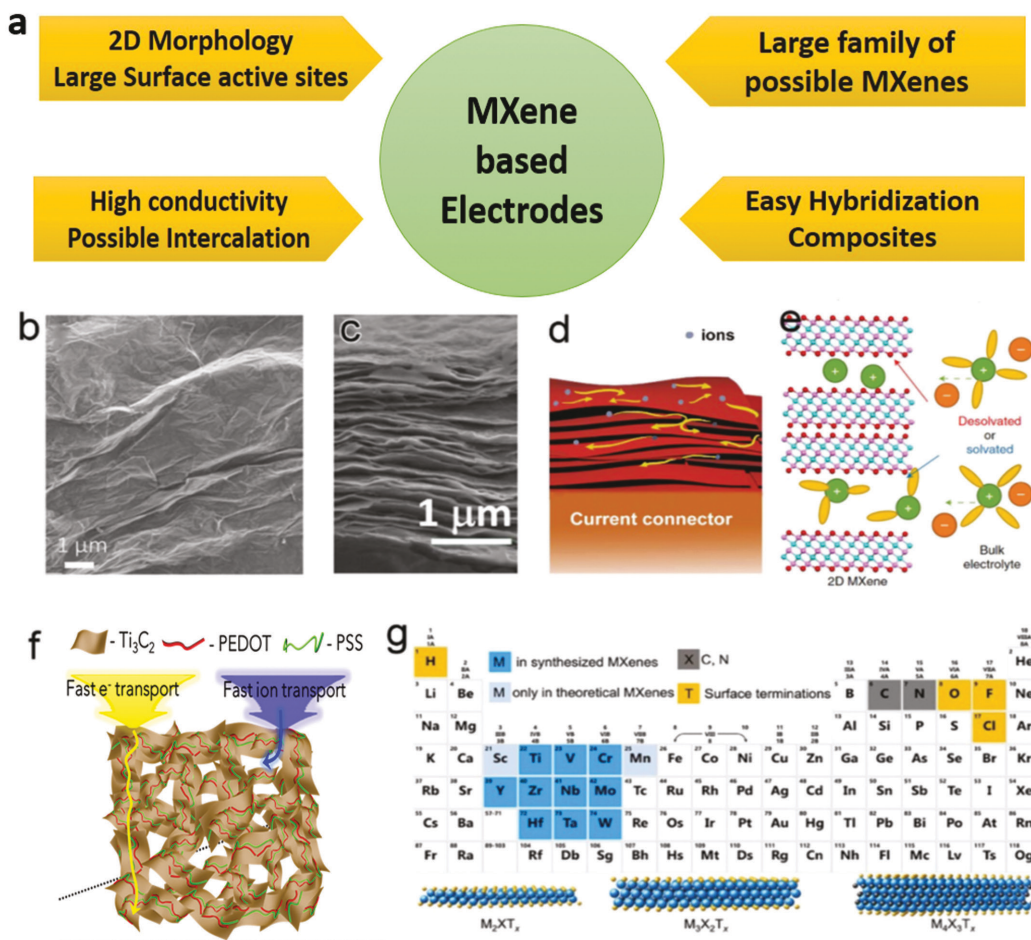 a
2D Morphology
Large Surface active sites
Large family of
possible MXenes
MXene
based
Electrodes
High conductivity
Possible Intercalation
Easy Hybridization
Composites
b
1 μm
c
1 μm
d
ions
Current connector
e
Desolvated
or
solvated
Bulk
electrolyte
2D MXene
f
- Ti₃C₂ - PEDOT - PSS
Fast e⁻ transport
Fast ion transport
g
M in synthesized MXenes
X C, N
M only in theoretical MXenes
T Surface terminations
H He
Li Be B C N O F Ne
Na Mg Al Si P S Cl Ar
K Ca Sc Ti V Cr Mn Fe Co Ni Cu Zn Ga Ge As Se Br Kr
Rb Sr Y Zr Nb Mo Tc Ru Rh Pd Ag Cd In Sn Sb Te I Xe
Cs Ba 57-71 Hf Ta W Re Os Ir Pt Au Hg Tl Pb Bi Po At Rn
Fr Ra 89-103 Rf Db Sg Bh Hs Mt Ds Rg Cn Nh Fl Mc Lv Ts Og
M₂XTₓ
M₃X₂Tₓ
M₄X₃Tₓ